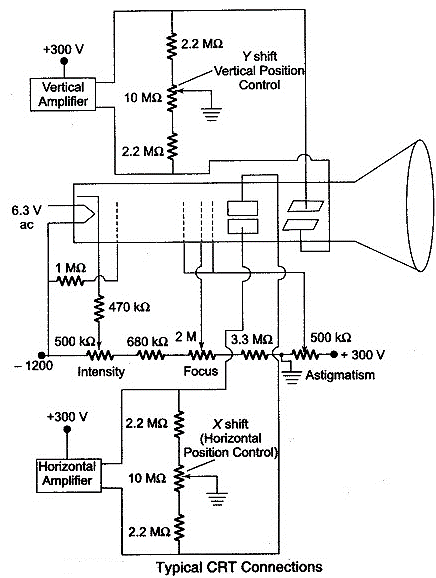 +300 V
2.2 MΩ
Y shift
Vertical Position
Control
Vertical
Amplifier
10 MΩ
2.2 MΩ
6.3 V
ac
1 MΩ
470 kΩ
500 kΩ
680 kΩ
2 M
3.3 MΩ
500 kΩ
– 1200
Intensity
Focus
+ 300 V
Astigmatism
+300 V
2.2 MΩ
X shift
(Horizontal
Position Control)
Horizontal
Amplifier
10 MΩ
2.2 MΩ
Typical CRT Connections